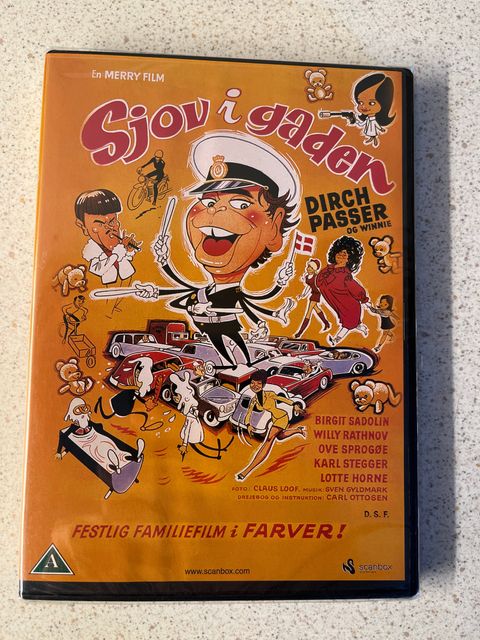 En MERRY FILM
Sjov i gaden
DIRCH
PASSER
OG WINNIE
BIRGIT SADOLIN
WILLY RATHNOV
OVE SPROGØE
KARL STEGGER
LOTTE HORNE
FOTO: CLAUS LOOF. MUSIK: SVEN GYLDMARK
DREJEBOG OG INSTRUKTION: CARL OTTOSEN
D. S. F.
FESTLIG FAMILIEFILM i FARVER!
A
www.scanbox.com
scanbox